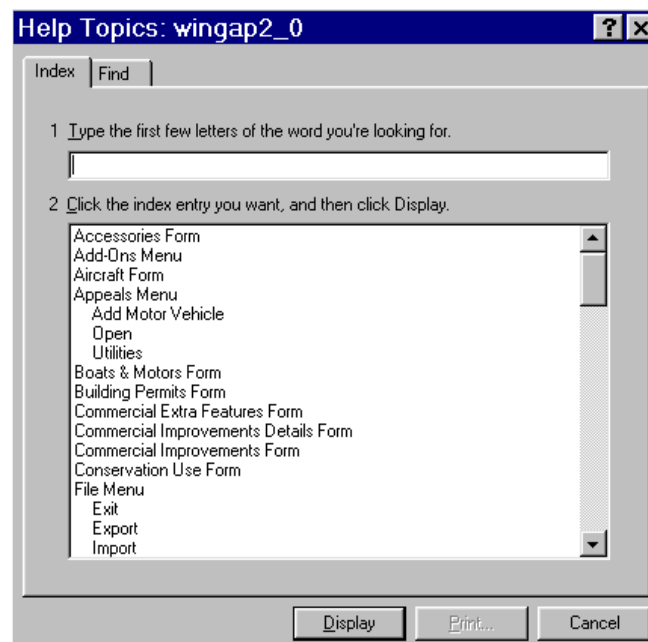 Help Topics: wingap2_0
Index
Find
1 Type the first few letters of the word you're looking for.
2 Click the index entry you want, and then click Display.
Accessories Form
Add-Ons Menu
Aircraft Form
Appeals Menu
Add Motor Vehicle
Open
Utilities
Boats & Motors Form
Building Permits Form
Commercial Extra Features Form
Commercial Improvements Details Form
Commercial Improvements Form
Conservation Use Form
File Menu
Exit
Export
Import
Display Print... Cancel